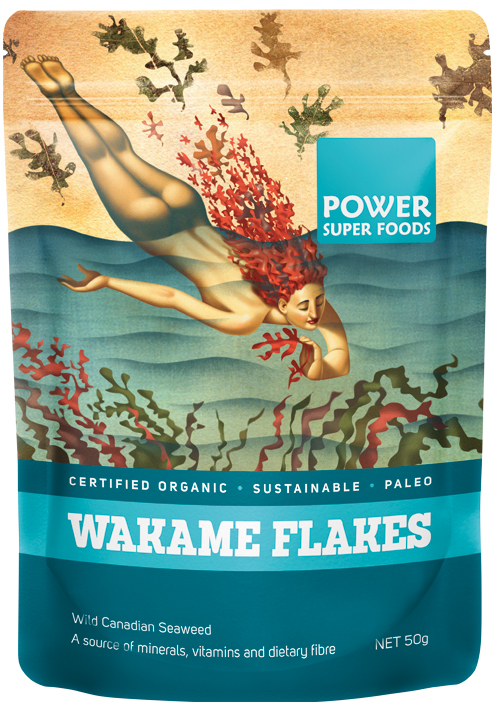 POWER
SUPER FOODS
CERTIFIED ORGANIC • SUSTAINABLE • PALEO
WAKAME FLAKES
Wild Canadian Seaweed
A source of minerals, vitamins and dietary fibre
NET 50g